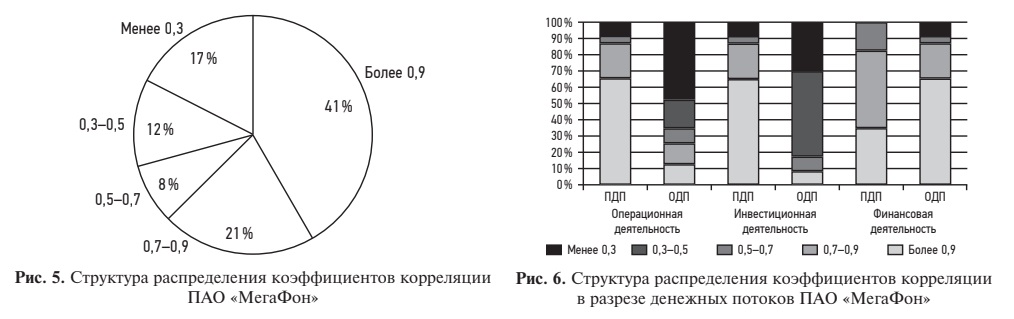 Менее 0,3
17 %
Более 0,9
41 %
0,3–0,5
12 %
8 %
0,5–0,7
0,7–0,9
21 %
Рис. 5. Структура распределения коэффициентов корреляции
ПАО «МегаФон»
100 %
90 %
80 %
70 %
60 %
50 %
40 %
30 %
20 %
10 %
0 %
ПДП ОДП ПДП ОДП ПДП ОДП
Операционная Инвестиционная Финансовая
деятельность деятельность деятельность
Менее 0,3 0,3–0,5 0,5–0,7 0,7–0,9 Более 0,9
Рис. 6. Структура распределения коэффициентов корреляции
в разрезе денежных потоков ПАО «МегаФон»